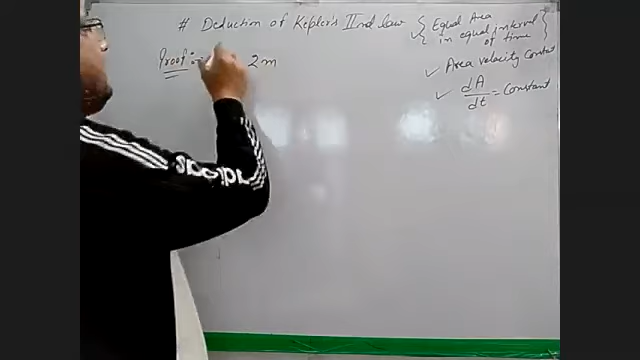 # Deduction of Kepler's IInd law
{ Equal Area
in equal interval
of time }
✓ Area velocity constant
✓ dA/dt = Constant
Proof :-
2m
adidas